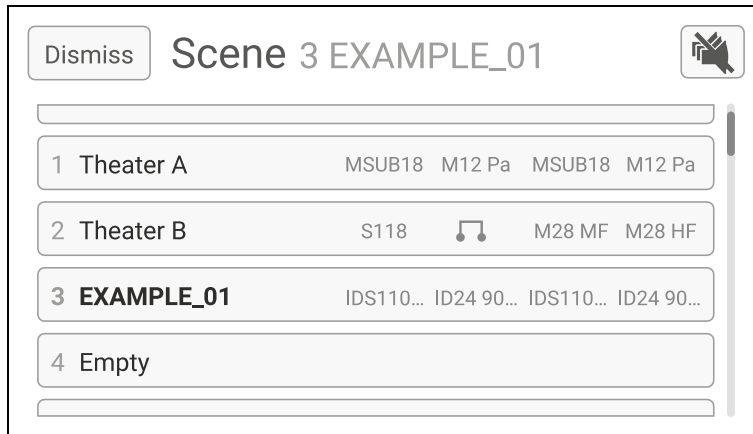 Dismiss Scene 3 EXAMPLE_01
1 Theater A MSUB18 M12 Pa MSUB18 M12 Pa
2 Theater B S118 M28 MF M28 HF
3 EXAMPLE_01 IDS110... ID24 90... IDS110... ID24 90...
4 Empty